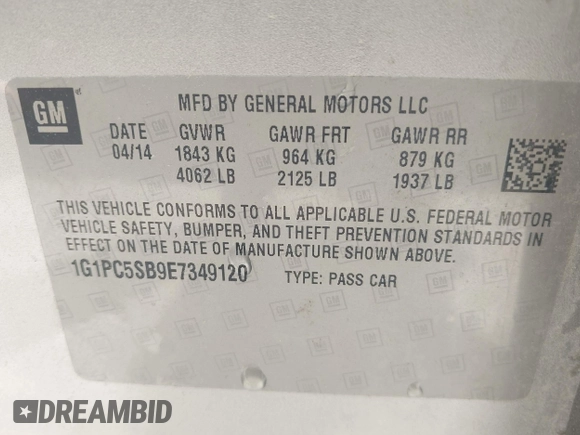 GM
MFD BY GENERAL MOTORS LLC
DATE GVWR GAWR FRT GAWR RR
04/14 1843 KG 964 KG 879 KG
4062 LB 2125 LB 1937 LB
THIS VEHICLE CONFORMS TO ALL APPLICABLE U.S. FEDERAL MOTOR
VEHICLE SAFETY, BUMPER, AND THEFT PREVENTION STANDARDS IN
EFFECT ON THE DATE OF MANUFACTURE SHOWN ABOVE.
1G1PC5SB9E7349120 TYPE: PASS CAR
DREAMBID